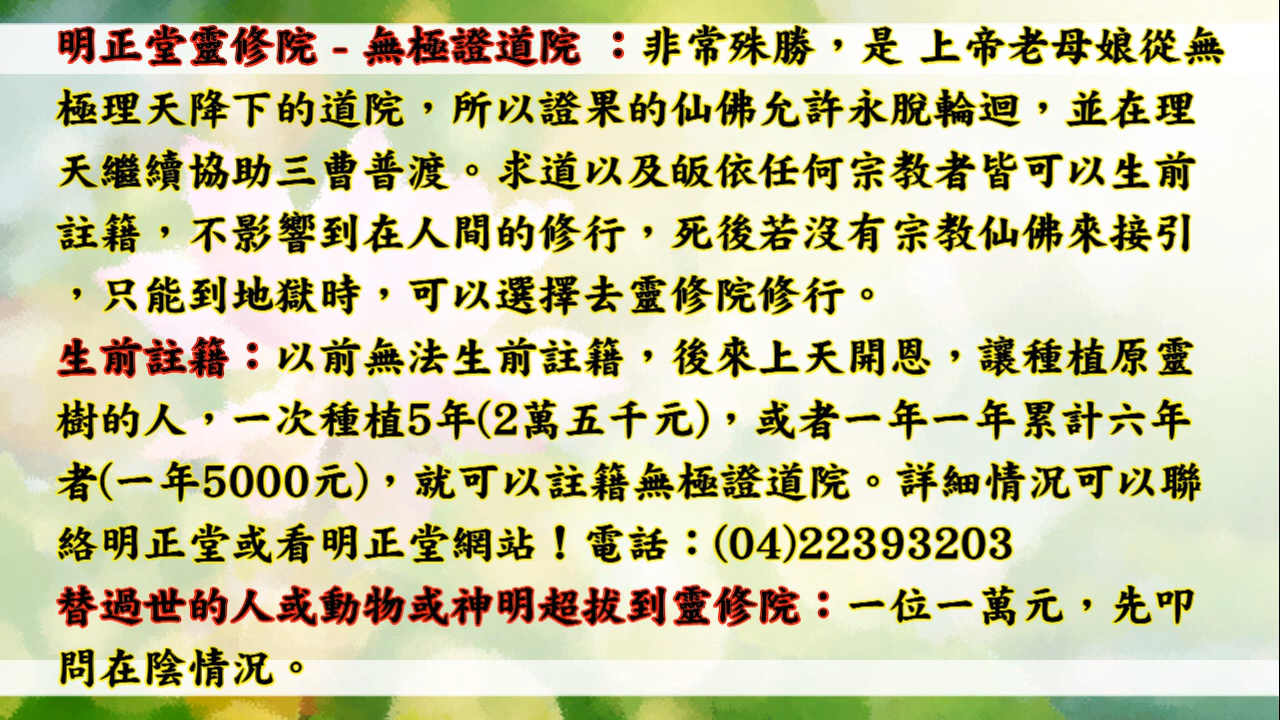 明正堂靈修院 - 無極證道院 ：非常殊勝，是 上帝老母娘從無
極理天降下的道院，所以證果的仙佛允許永脫輪迴，並在理
天繼續協助三曹普渡。求道以及皈依任何宗教者皆可以生前
註籍，不影響到在人間的修行，死後若沒有宗教仙佛來接引
，只能到地獄時，可以選擇去靈修院修行。
生前註籍：以前無法生前註籍，後來上天開恩，讓種植原靈
樹的人，一次種植5年(2萬五千元)，或者一年一年累計六年
者(一年5000元)，就可以註籍無極證道院。詳細情況可以聯
絡明正堂或看明正堂網站！電話：(04)22393203
替過世的人或動物或神明超拔到靈修院：一位一萬元，先叩
問在陰情況。